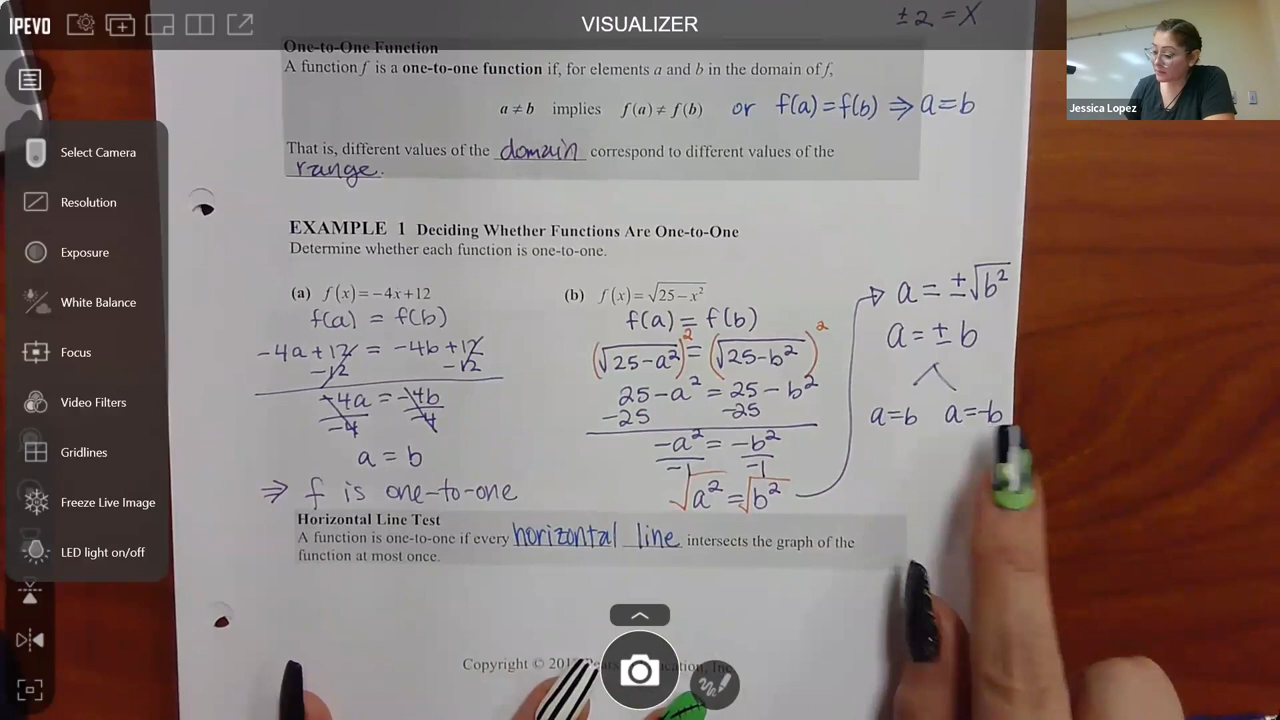 IPEVO
VISUALIZER
± 2 = x
Jessica Lopez
Select Camera
Resolution
Exposure
White Balance
Focus
Video Filters
Gridlines
Freeze Live Image
LED light on/off
One-to-One Function
A function f is a one-to-one function if, for elements a and b in the domain of f,
a ≠ b implies f(a) ≠ f(b) or f(a) = f(b) ⇒ a = b
That is, different values of the domain correspond to different values of the
range.
EXAMPLE 1 Deciding Whether Functions Are One-to-One
Determine whether each function is one-to-one.
(a) f(x) = −4x + 12
f(a) = f(b)
-4a + 12 = -4b + 12
-12 -12
-4a = -4b
-4 -4
a = b
⇒ f is one-to-one
(b) f(x) = √25 − x²
f(a) = f(b)
(√25 - a²)² = (√25 - b²)²
25 - a² = 25 - b²
-25 -25
-a² = -b²
-1 -1
√a² = √b²
a = ±√b²
a = ± b
a = b a = -b
Horizontal Line Test
A function is one-to-one if every horizontal line intersects the graph of the
function at most once.
Copyright ©